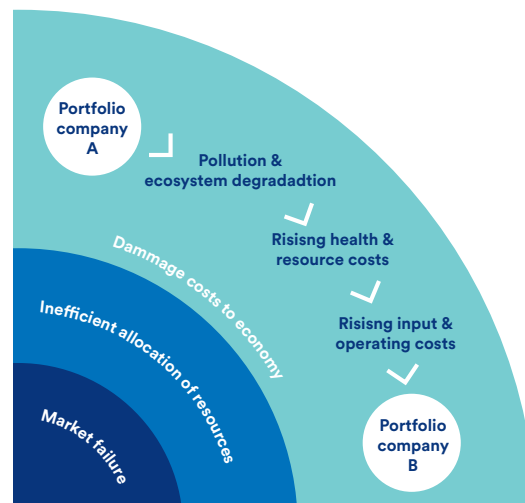 Portfolio
company
A
Pollution &
ecosystem degradadtion
Risisng health &
resource costs
Risisng input &
operating costs
Portfolio
company
B
Dammage costs to economy
Inefficient allocation of resources
Market failure